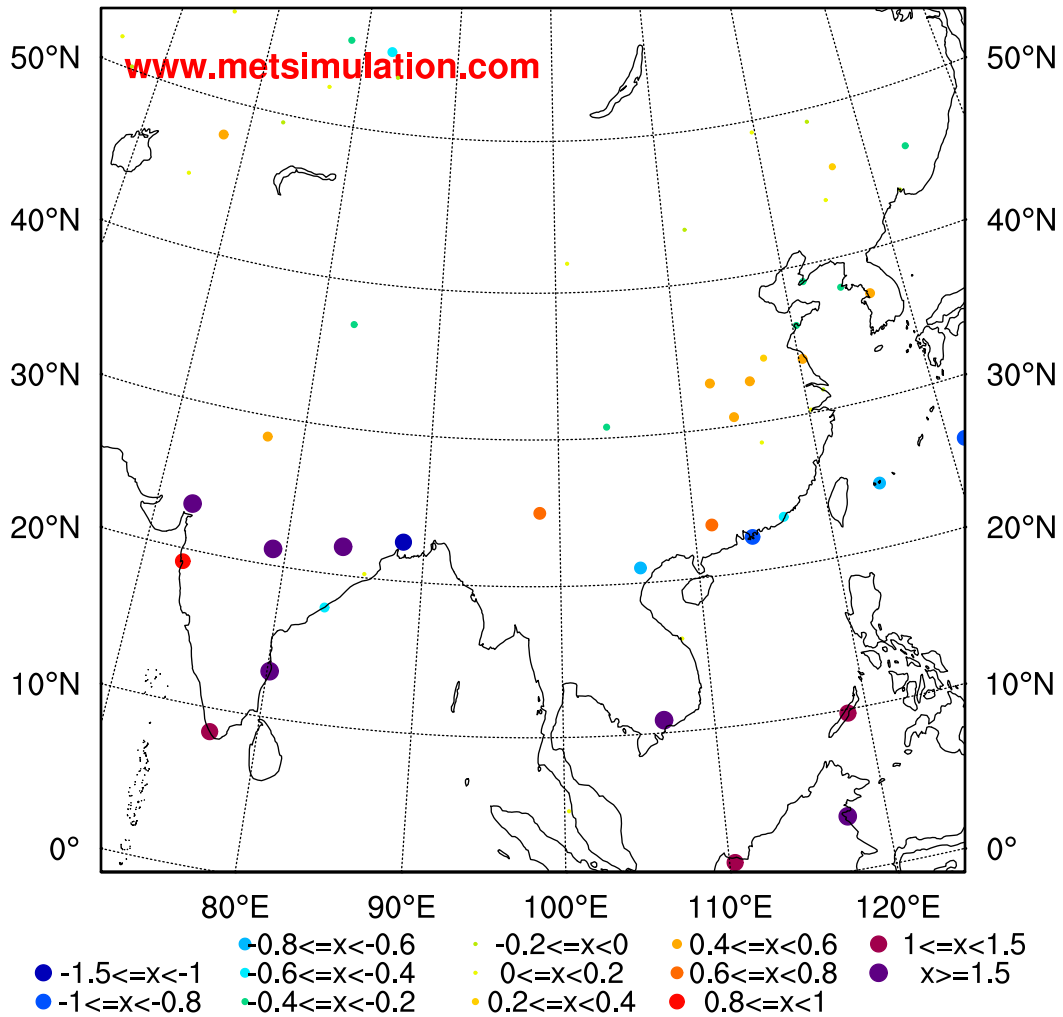 50°N 50°N
www.metsimulation.com
40°N 40°N
30°N 30°N
20°N 20°N
10°N 10°N
0° 0°
80°E 90°E 100°E 110°E 120°E
-0.8<=x<-0.6 -0.2<=x<0 0.4<=x<0.6 1<=x<1.5
-1.5<=x<-1 -0.6<=x<-0.4 0<=x<0.2 0.6<=x<0.8 x>=1.5
-1<=x<-0.8 -0.4<=x<-0.2 0.2<=x<0.4 0.8<=x<1